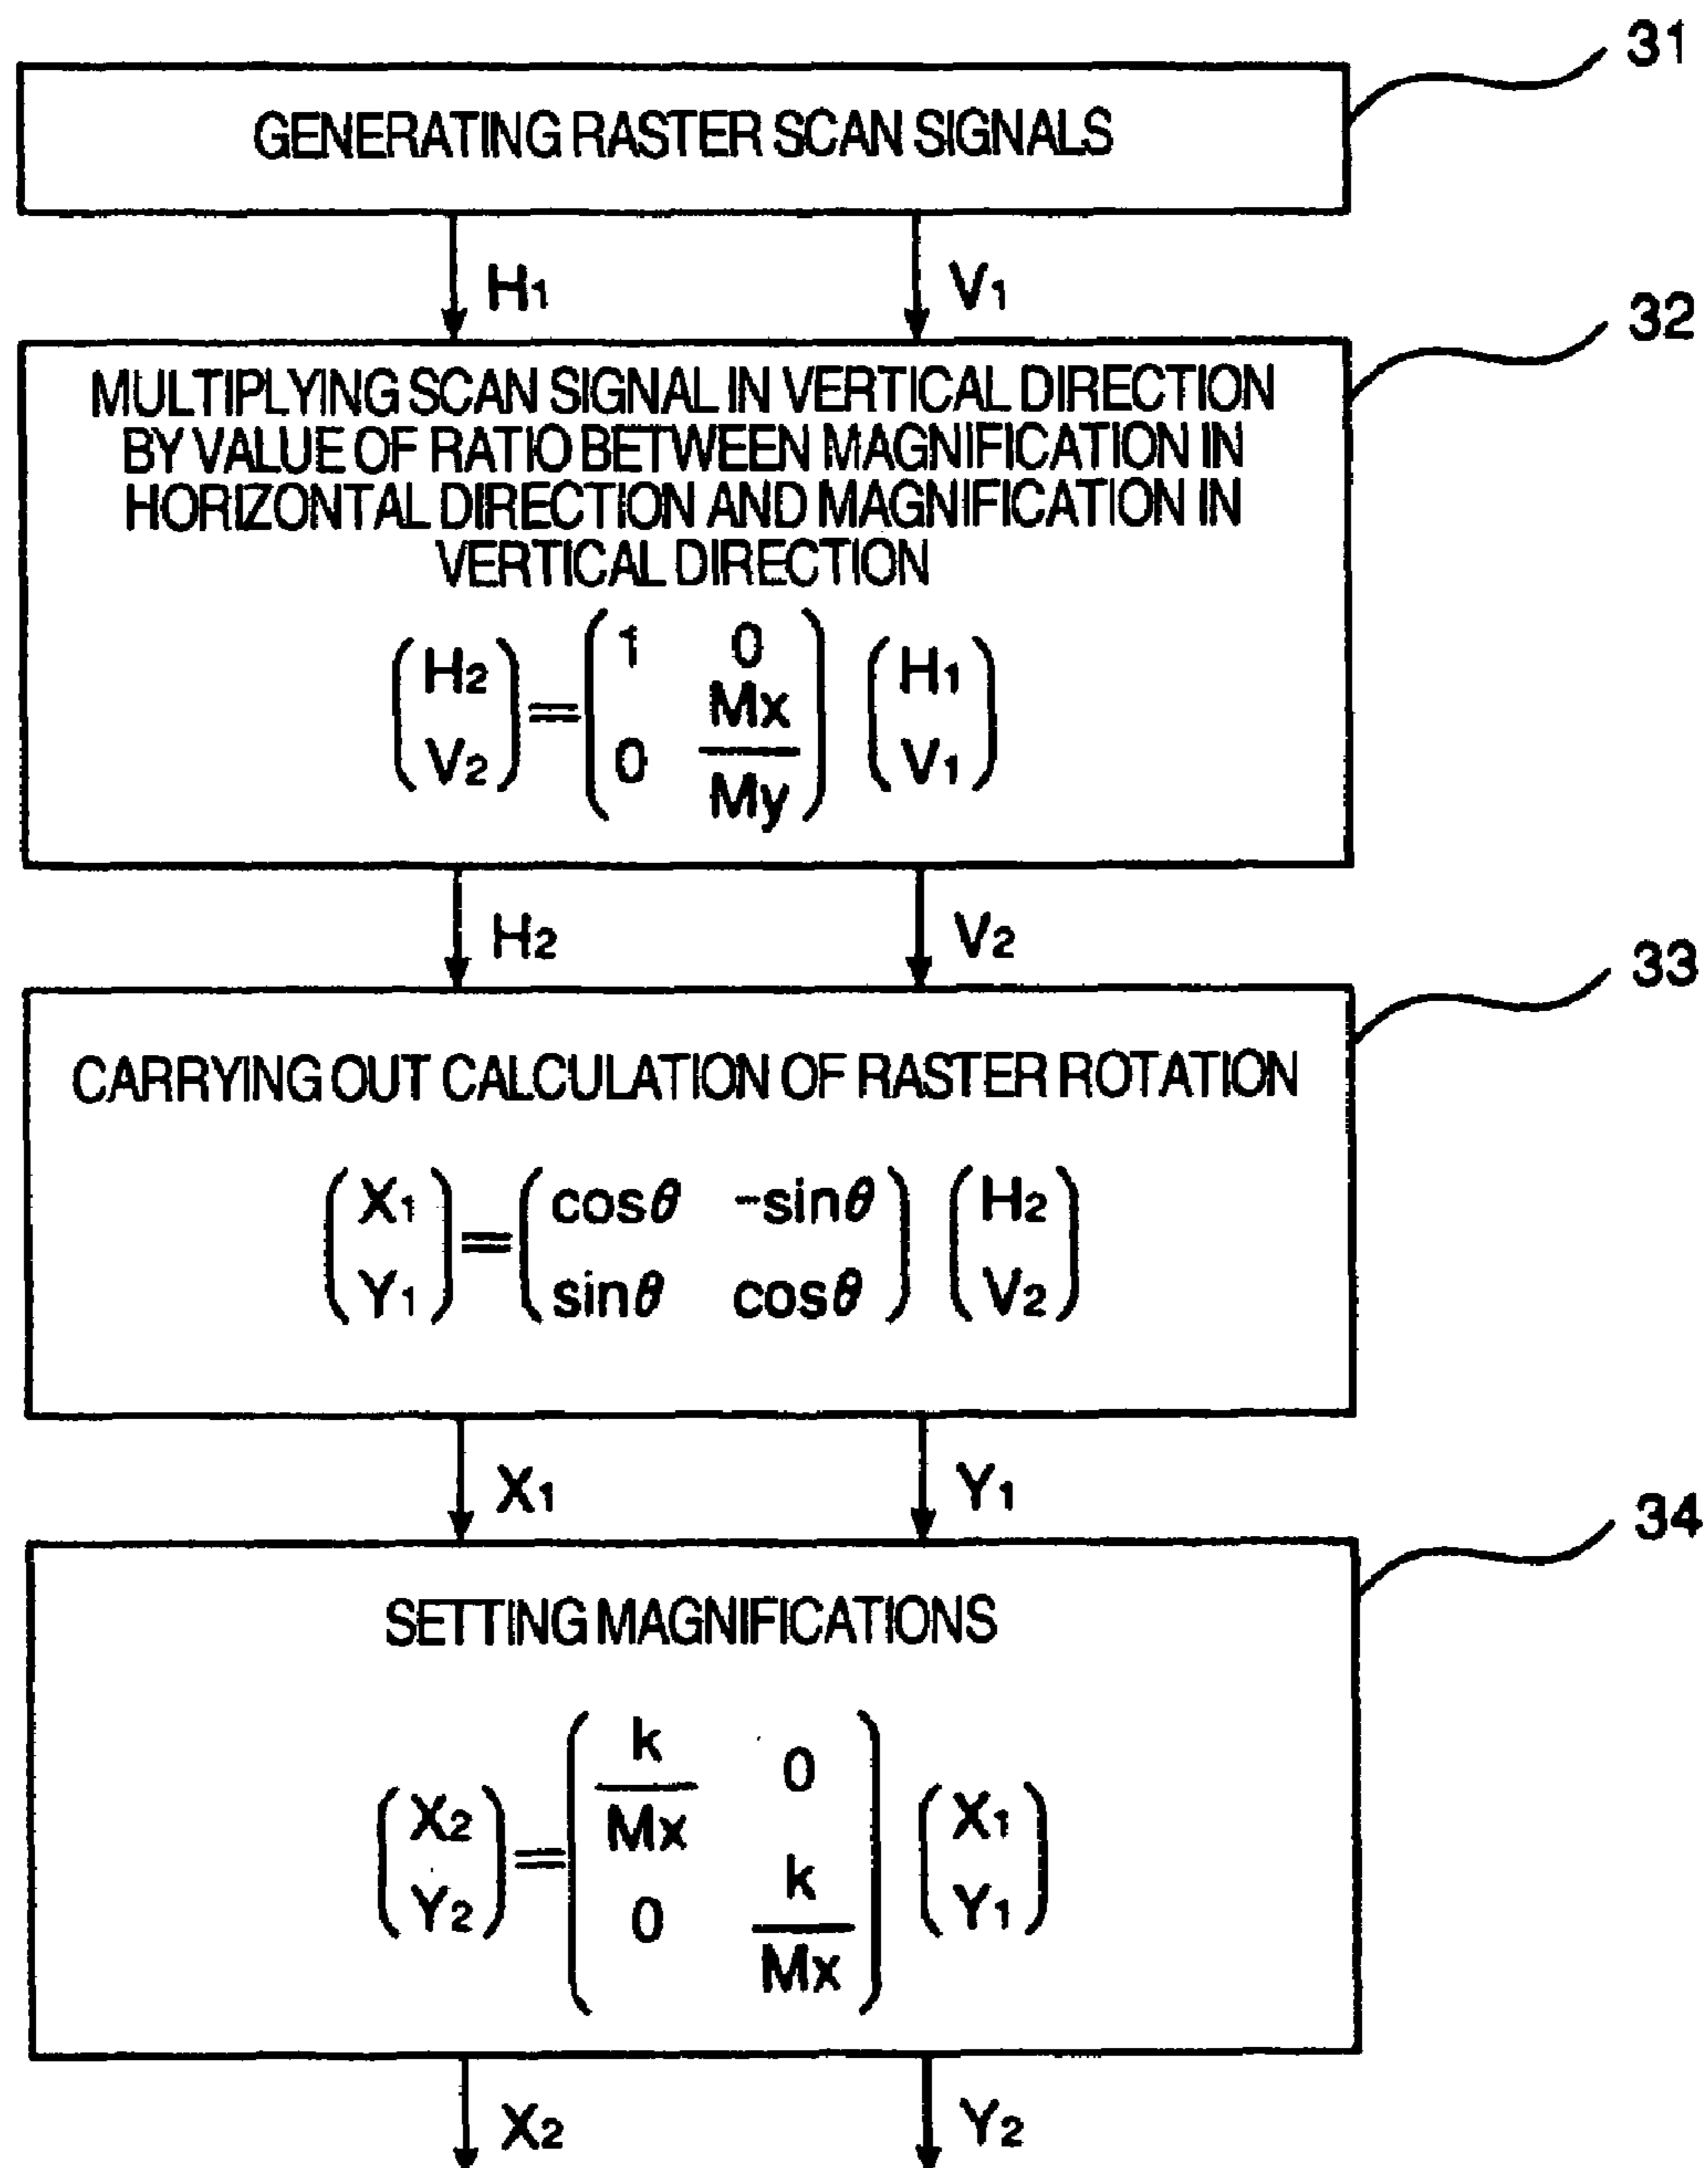 31
GENERATING RASTER SCAN SIGNALS
H1 V1
32
MULTIPLYING SCAN SIGNAL IN VERTICAL DIRECTION
BY VALUE OF RATIO BETWEEN MAGNIFICATION IN
HORIZONTAL DIRECTION AND MAGNIFICATION IN
VERTICAL DIRECTION
(H2 V2) = (1 0 0 Mx/My) (H1 V1)
H2 V2
33
CARRYING OUT CALCULATION OF RASTER ROTATION
(X1 Y1) = (cosθ -sinθ sinθ cosθ) (H2 V2)
X1 Y1
34
SETTING MAGNIFICATIONS
(X2 Y2) = (k/Mx 0 0 k/Mx) (X1 Y1)
X2 Y2